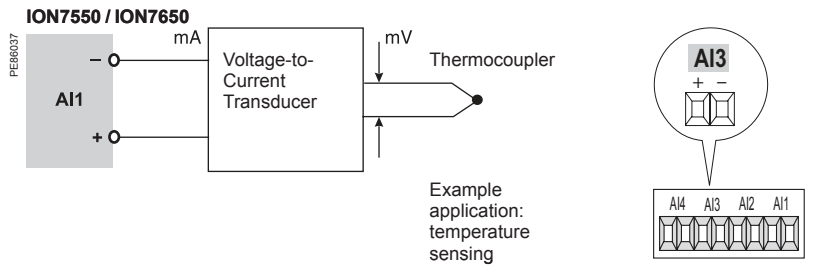 ION7550 / ION7650
PE86037
mA
mV
–
AI1
+
Voltage-to-
Current
Transducer
Thermocoupler
Example
application:
temperature
sensing
AI3
+ –
AI4 AI3 AI2 AI1